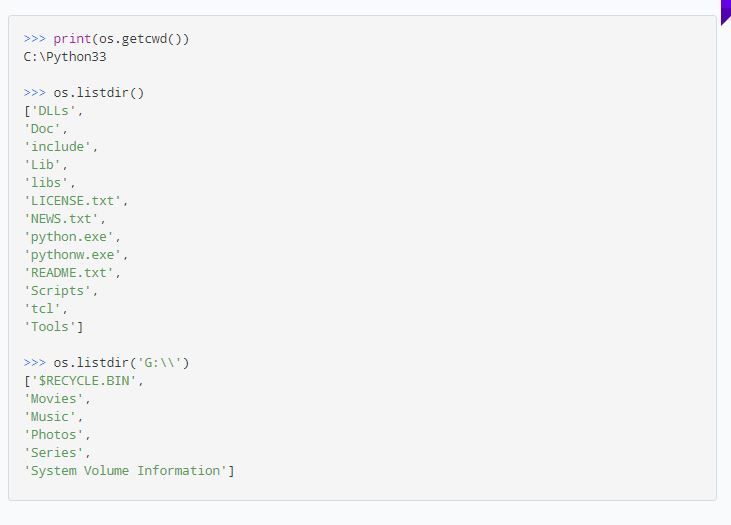 >>> print(os.getcwd())
C:\Python33
>>> os.listdir()
['DLLs',
'Doc',
'include',
'Lib',
'libs',
'LICENSE.txt',
'NEWS.txt',
'python.exe',
'pythonw.exe',
'README.txt',
'Scripts',
'tcl',
'Tools']
>>> os.listdir('G:\\')
['$RECYCLE.BIN',
'Movies',
'Music',
'Photos',
'Series',
'System Volume Information']